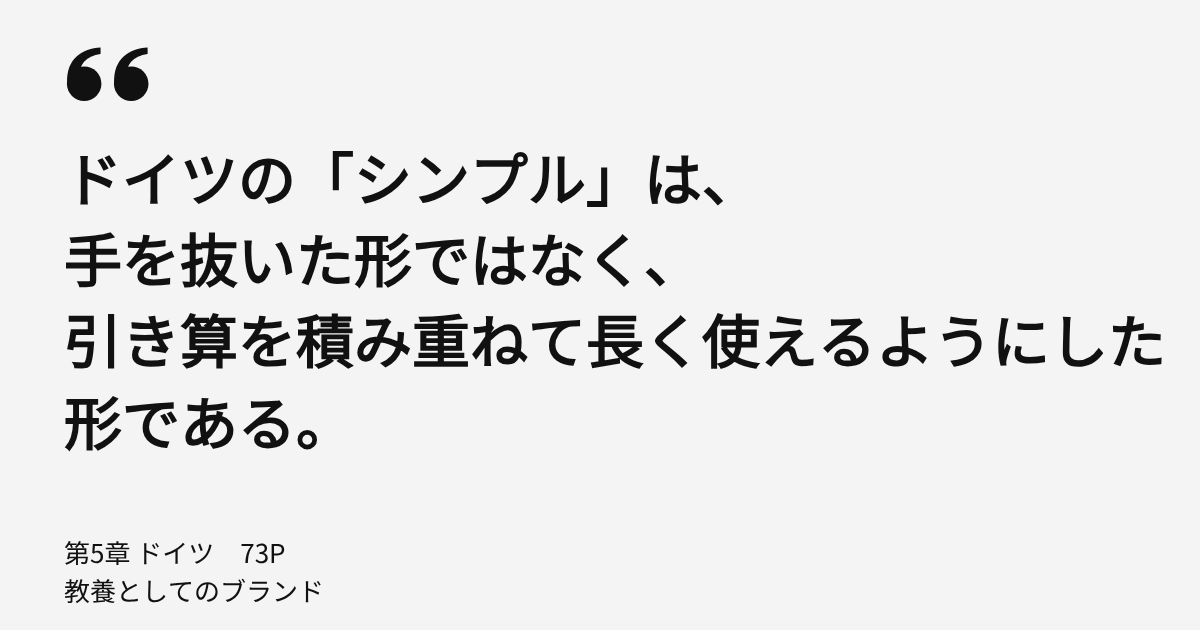 “
ドイツの「シンプル」は、
手を抜いた形ではなく、
引き算を積み重ねて長く使えるようにした
形である。
第5章 ドイツ　73P
教養としてのブランド